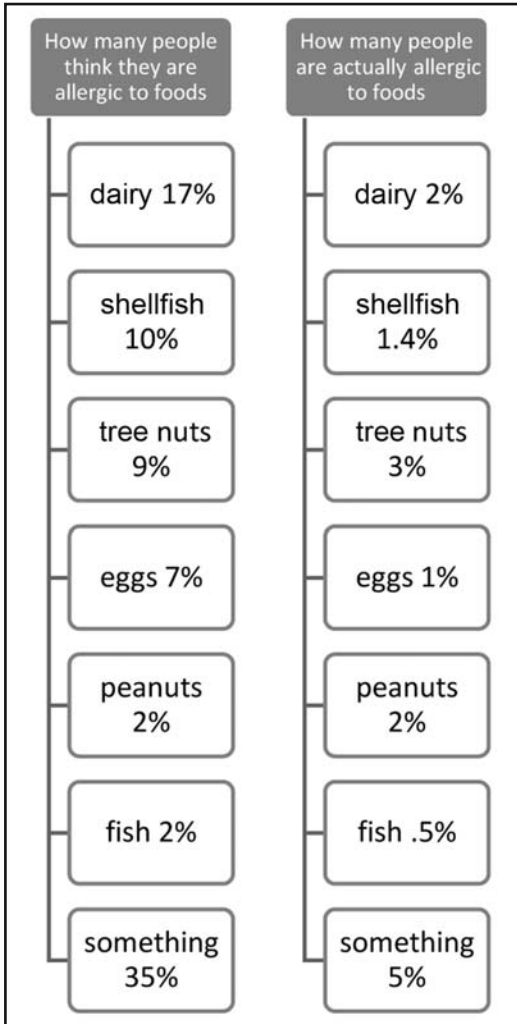 How many people
think they are
allergic to foods
dairy 17%
shellfish
10%
tree nuts
9%
eggs 7%
peanuts
2%
fish 2%
something
35%
How many people
are actually allergic
to foods
dairy 2%
shellfish
1.4%
tree nuts
3%
eggs 1%
peanuts
2%
fish .5%
something
5%